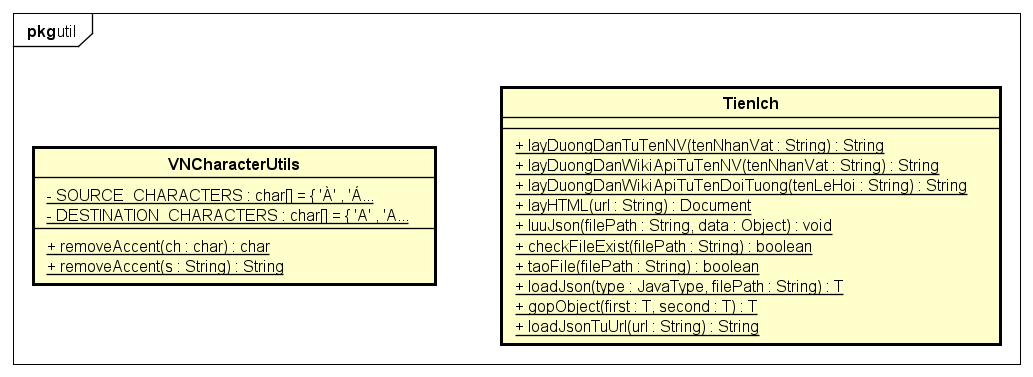 pkg util
VNCharacterUtils
- SOURCE_CHARACTERS : char[] = { 'À' , 'Á...
- DESTINATION_CHARACTERS : char[] = { 'A' , 'A...
+ removeAccent(ch : char) : char
+ removeAccent(s : String) : String
TienIch
+ layDuongDanTuTenNV(tenNhanVat : String) : String
+ layDuongDanWikiApiTuTenNV(tenNhanVat : String) : String
+ layDuongDanWikiApiTuTenDoiTuong(tenLeHoi : String) : String
+ layHTML(url : String) : Document
+ luuJson(filePath : String, data : Object) : void
+ checkFileExist(filePath : String) : boolean
+ taoFile(filePath : String) : boolean
+ loadJson(type : JavaType, filePath : String) : T
+ gopObject(first : T, second : T) : T
+ loadJsonTuUrl(url : String) : String